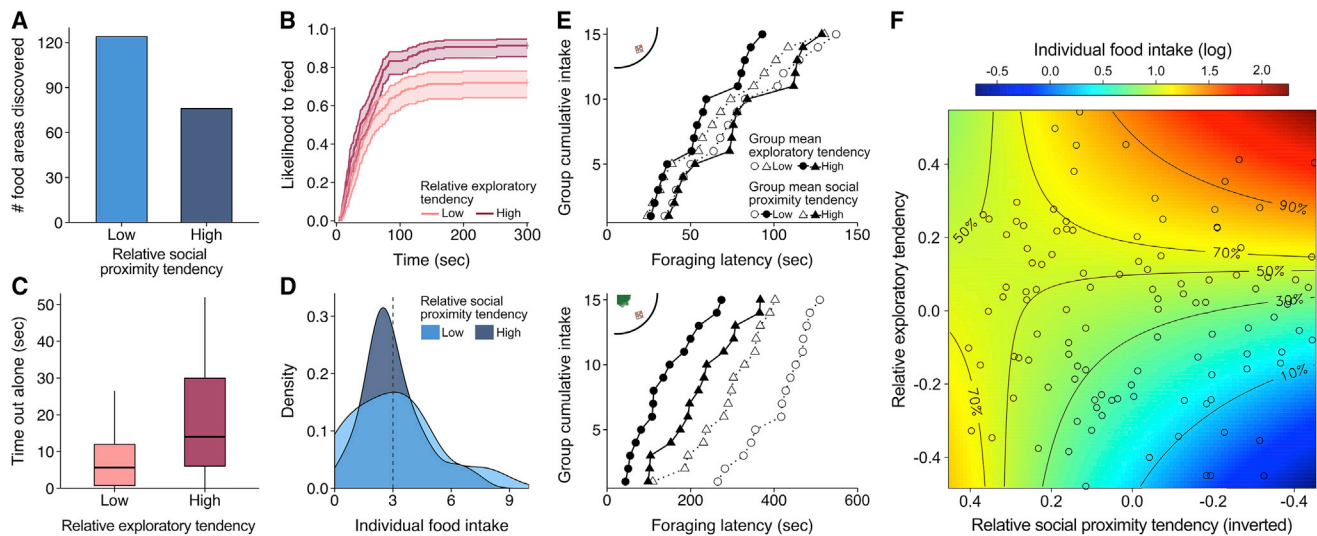 A
# food areas discovered
120
90
60
30
0
Low
High
Relative social
proximity tendency
B
Likelihood to feed
1.0
0.8
0.6
0.4
0.2
0.0
Relative exploratory
tendency
Low
High
0
100
200
300
Time (sec)
C
Time out alone (sec)
50
40
30
20
10
0
Low
High
Relative exploratory tendency
D
Density
0.3
0.2
0.1
0.0
Relative social
proximity tendency
Low
High
0
3
6
9
Individual food intake
E
Group cumulative intake
15
10
5
Group mean
exploratory tendency
Low
High
Group mean social
proximity tendency
Low
High
0
50
100
150
Foraging latency (sec)
Group cumulative intake
15
10
5
0
200
400
600
Foraging latency (sec)
F
Individual food intake (log)
-0.5
0.0
0.5
1.0
1.5
2.0
Relative exploratory tendency
0.4
0.2
0.0
-0.2
-0.4
50%
90%
70%
50%
30%
10%
70%
0.4
0.2
0.0
-0.2
-0.4
Relative social proximity tendency (inverted)